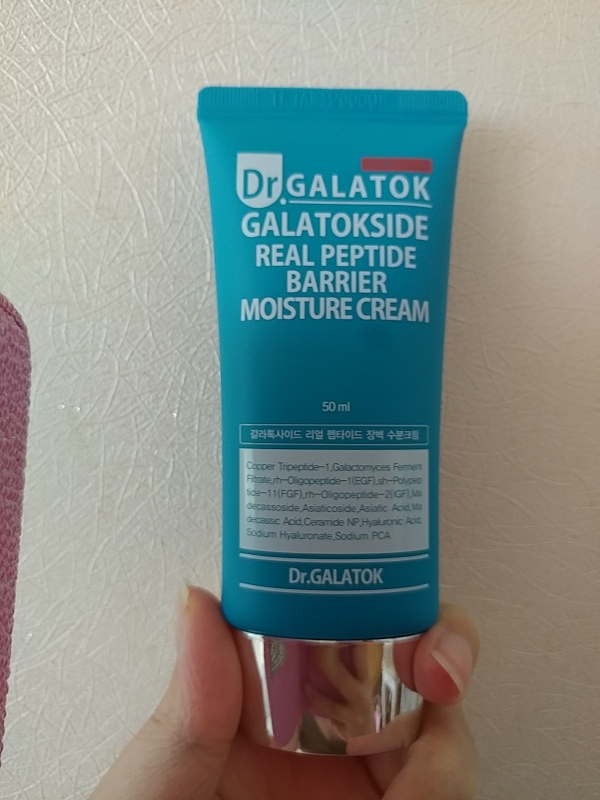 Dr.GALATOK
GALATOKSIDE
REAL PEPTIDE
BARRIER
MOISTURE CREAM
50 ml
갈라톡사이드 리얼 펩타이드 장벽 수분크림
Copper Tripeptide-1,Galactomyces Ferment
Filtrate,rh-Oligopeptide-1(EGF),sh-Polypep
tide-11(FGF),rh-Oligopeptide-2(IGF),Ma
decassoside,Asiaticoside,Asiatic Acid,Ma
decassic Acid,Ceramide NP,Hyaluronic Acid,
Sodium Hyaluronate,Sodium PCA
Dr.GALATOK